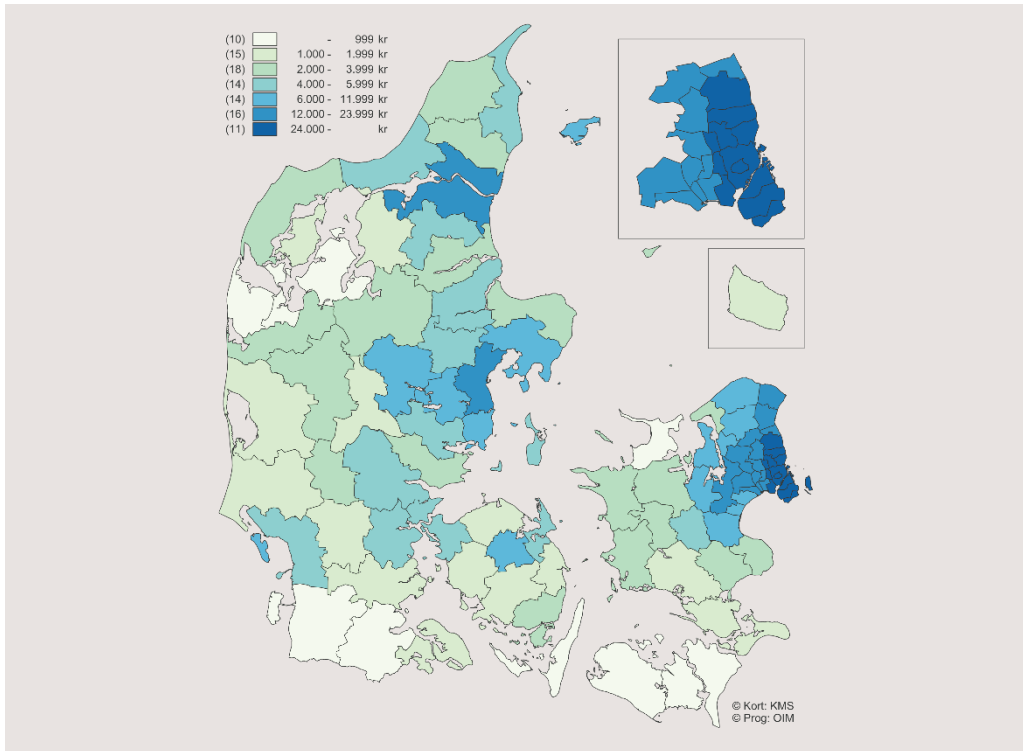 (10) - 999 kr
(15) 1.000 - 1.999 kr
(18) 2.000 - 3.999 kr
(14) 4.000 - 5.999 kr
(14) 6.000 - 11.999 kr
(16) 12.000 - 23.999 kr
(11) 24.000 - kr
© Kort: KMS
© Prog: OIM